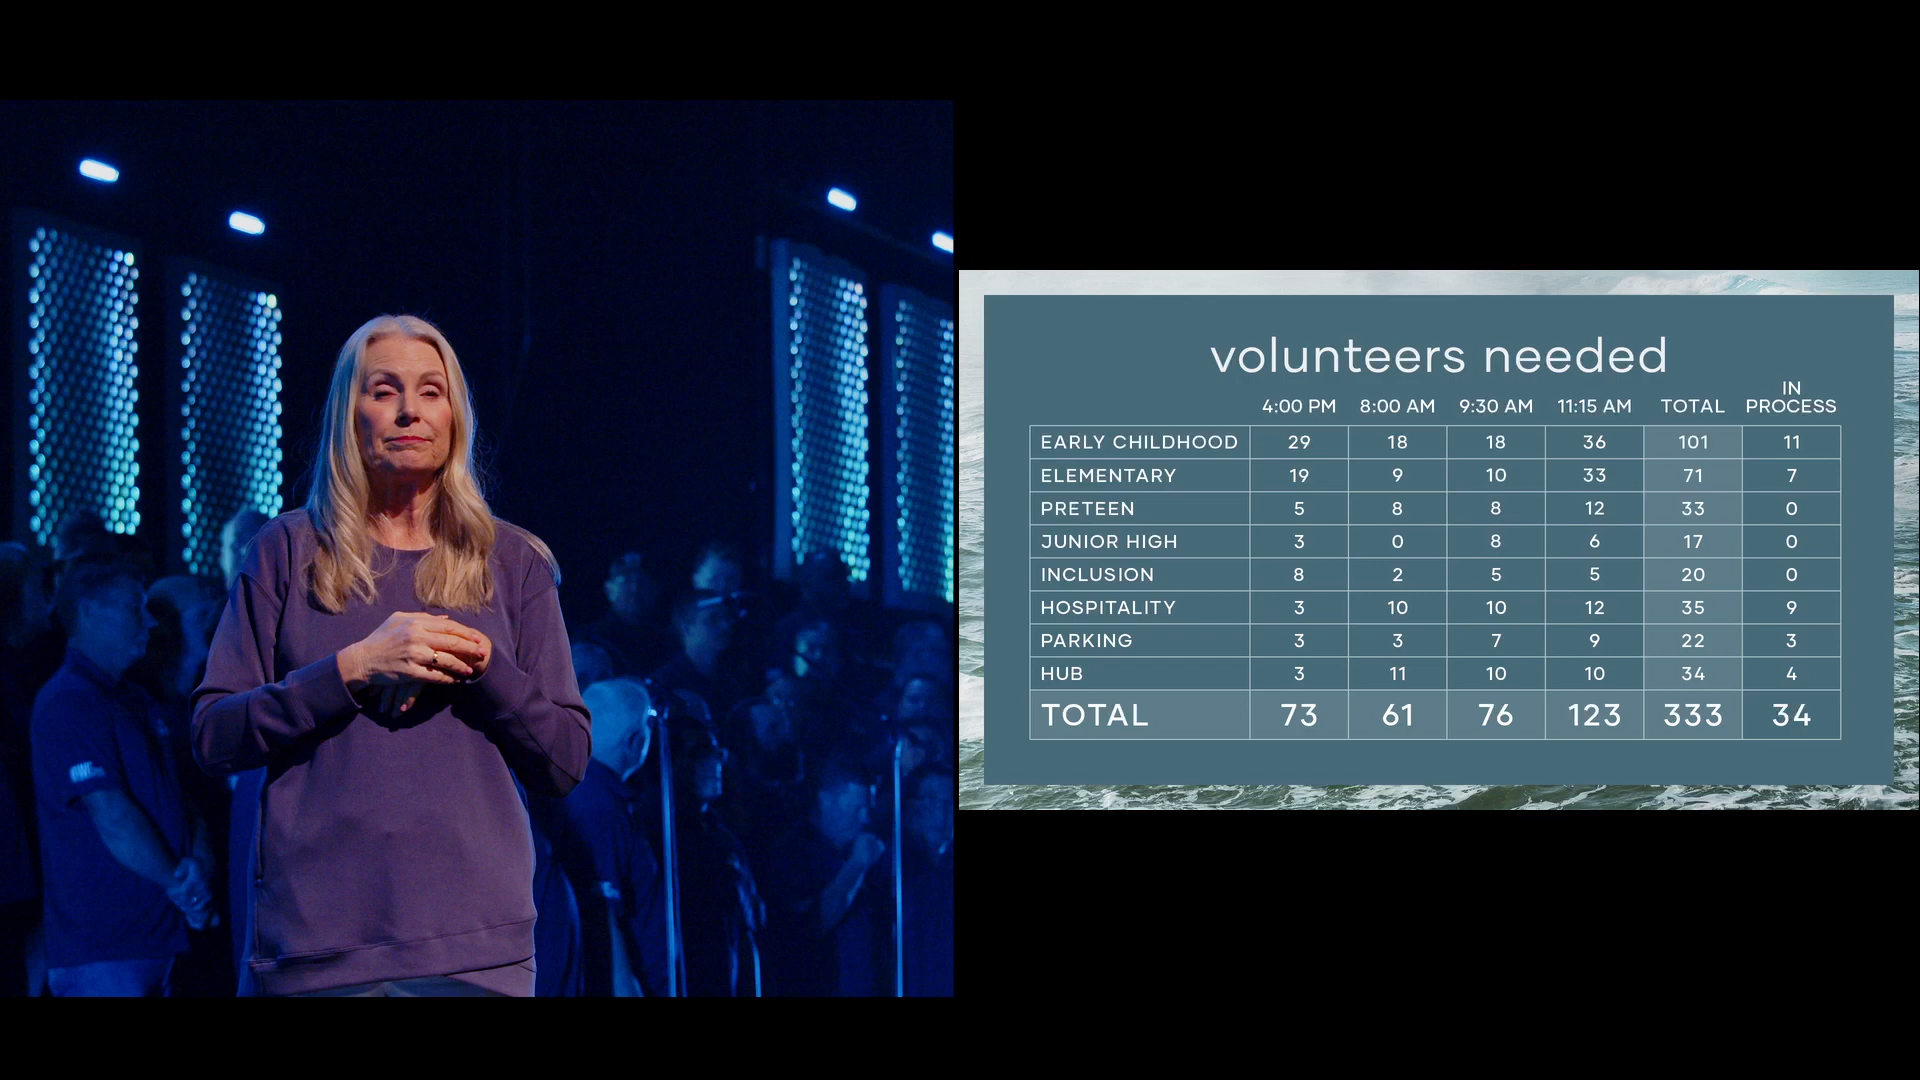 volunteers needed
4:00 PM 8:00 AM 9:30 AM 11:15 AM TOTAL IN PROCESS
EARLY CHILDHOOD 29 18 18 36 101 11
ELEMENTARY 19 9 10 33 71 7
PRETEEN 5 8 8 12 33 0
JUNIOR HIGH 3 0 8 6 17 0
INCLUSION 8 2 5 5 20 0
HOSPITALITY 3 10 10 12 35 9
PARKING 3 3 7 9 22 3
HUB 3 11 10 10 34 4
TOTAL 73 61 76 123 333 34